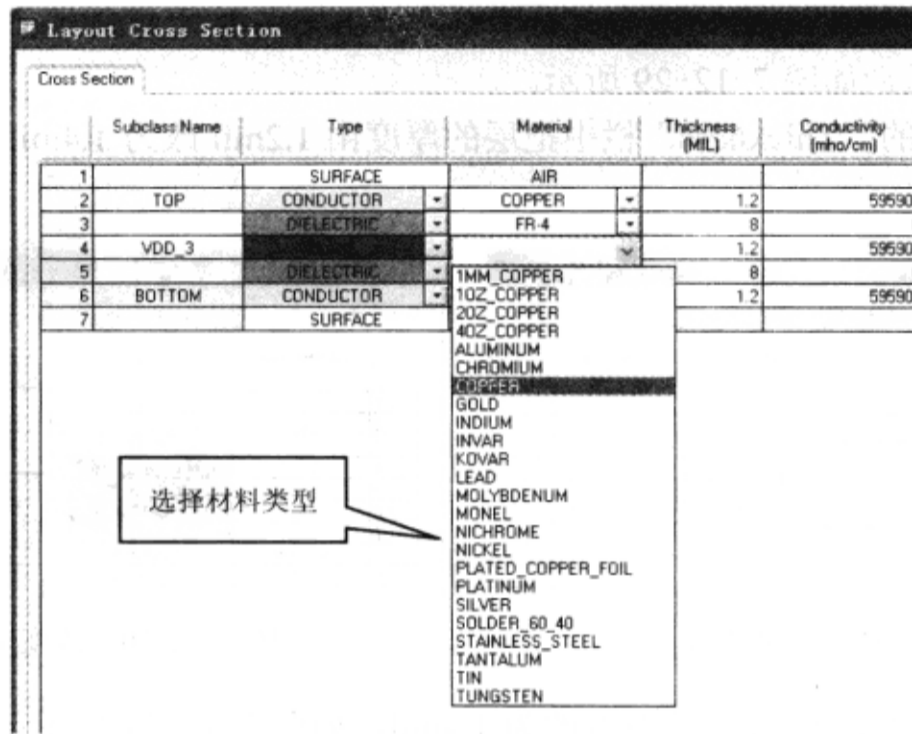 Layout Cross Section
Cross Section
Subclass Name Type Material Thickness (MIL) Conductivity (mho/cm)
1 SURFACE AIR
2 TOP CONDUCTOR COPPER 1.2 59590
3 DIELECTRIC FR-4 8
4 VDD_3 1.2 59590
5 DIELECTRIC 8
6 BOTTOM CONDUCTOR 1.2 59590
7 SURFACE
1MM_COPPER
1OZ_COPPER
2OZ_COPPER
4OZ_COPPER
ALUMINUM
CHROMIUM
COPPER
GOLD
INDIUM
INVAR
KOVAR
LEAD
MOLYBDENUM
MONEL
NICHROME
NICKEL
PLATED_COPPER_FOIL
PLATINUM
SILVER
SOLDER_60_40
STAINLESS_STEEL
TANTALUM
TIN
TUNGSTEN
选择材料类型